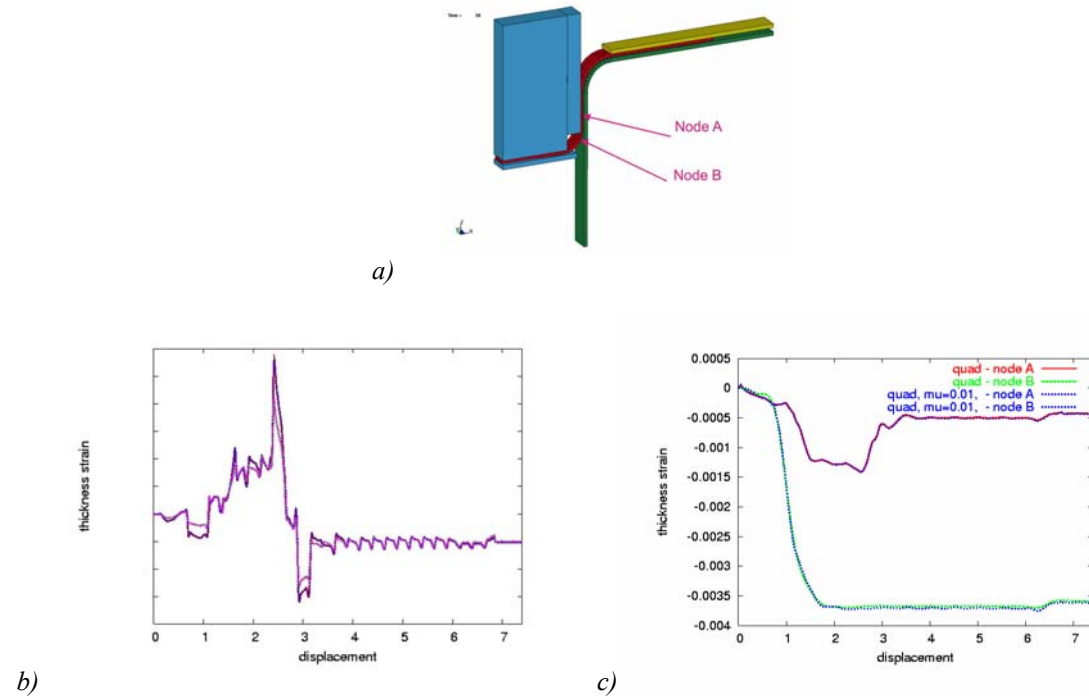 Time =
Node A
Node B
a)
thickness strain
0 1 2 3 4 5 6 7
displacement
b)
0.0005
0
-0.0005
-0.001
-0.0015
-0.002
-0.0025
-0.003
-0.0035
-0.004
thickness strain
quad - node A
quad - node B
quad, mu=0.01, - node A
quad, mu=0.01, - node B
0 1 2 3 4 5 6 7
displacement
c)